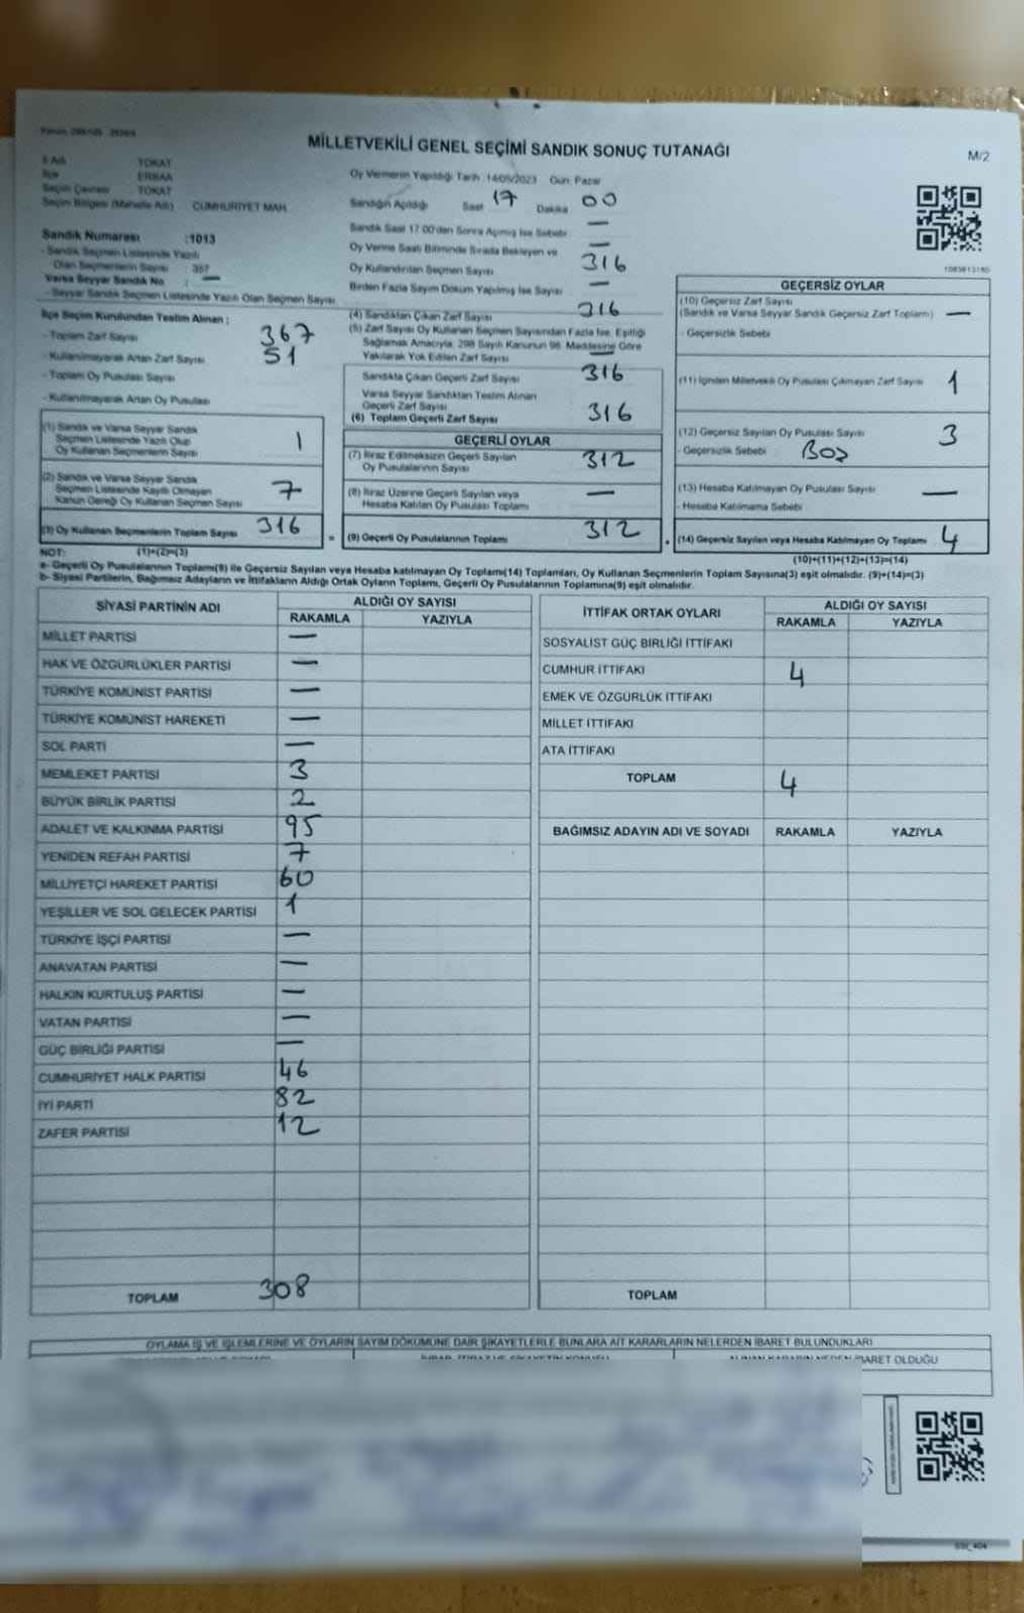 MİLLETVEKİLİ GENEL SEÇİMİ SANDIK SONUÇ TUTANAĞI
M/2
TOKAT
ERBAA
TOKAT
Seçim Bölgesi (Mahalle Adı) CUMHURİYET MAH.
Sandık Numarası :1013
Sandık Seçmen Listesinde Yazılı
Olan Seçmenlerin Sayısı : 367
Varsa Seyyar Sandık No : —
Seyyar Sandık Seçmen Listesinde Yazılı Olan Seçmen Sayısı
Oy Vermenin Yapıldığı Tarih :14/05/2023 Gün: Pazar
Sandığın Açıldığı Saat 17 Dakika 00
Sandık Saat 17:00'den Sonra Açılmış İse Sebebi —
Oy Verme Saati Bitiminde Sırada Bekleyen ve —
Oy Kullandırılan Seçmen Sayısı 316
Birden Fazla Sayım Döküm Yapılmış İse Sayısı —
İlçe Seçim Kurulundan Teslim Alınan :
- Toplam Zarf Sayısı 367
- Kullanılmayarak Artan Zarf Sayısı 51
- Toplam Oy Pusulası Sayısı
- Kullanılmayarak Artan Oy Pusulası
(1) Sandık ve Varsa Seyyar Sandık
Seçmen Listesinde Yazılı Olup
Oy Kullanan Seçmenlerin Sayısı 1
(2) Sandık ve Varsa Seyyar Sandık
Seçmen Listesinde Kayıtlı Olmayan
Kanun Gereği Oy Kullanan Seçmen Sayısı 7
(3) Oy Kullanan Seçmenlerin Toplam Sayısı 316
(4) Sandıktan Çıkan Zarf Sayısı 316
(5) Zarf Sayısı Oy Kullanan Seçmen Sayısından Fazla İse, Eşitliği
Sağlamak Amacıyla, 298 Sayılı Kanunun 98. Maddesine Göre
Yakılarak Yok Edilen Zarf Sayısı —
Sandıkta Çıkan Geçerli Zarf Sayısı 316
Varsa Seyyar Sandıktan Teslim Alınan
Geçerli Zarf Sayısı
(6) Toplam Geçerli Zarf Sayısı 316
GEÇERLİ OYLAR
(7) İtiraz Edilmeksizin Geçerli Sayılan
Oy Pusulalarının Sayısı 312
(8) İtiraz Üzerine Geçerli Sayılan veya
Hesaba Katılan Oy Pusulası Toplamı —
(9) Geçerli Oy Pusulalarının Toplamı 312
GEÇERSİZ OYLAR
(10) Geçersiz Zarf Sayısı
(Sandık ve Varsa Seyyar Sandık Geçersiz Zarf Toplamı) —
- Geçersizlik Sebebi
(11) İçinden Milletvekili Oy Pusulası Çıkmayan Zarf Sayısı 1
(12) Geçersiz Sayılan Oy Pusulası Sayısı 3
- Geçersizlik Sebebi Boş
(13) Hesaba Katılmayan Oy Pusulası Sayısı —
- Hesaba Katılmama Sebebi
(14) Geçersiz Sayılan veya Hesaba Katılmayan Oy Toplamı 4
NOT: (1)+(2)=(3)
(10)+(11)+(12)+(13)=(14)
a- Geçerli Oy Pusulalarının Toplamı(9) ile Geçersiz Sayılan veya Hesaba katılmayan Oy Toplamı(14) Toplamları, Oy Kullanan Seçmenlerin Toplam Sayısına(3) eşit olmalıdır. (9)+(14)=(3)
b- Siyasi Partilerin, Bağımsız Adayların ve İttifakların Aldığı Ortak Oyların Toplamı, Geçerli Oy Pusulalarının Toplamına(9) eşit olmalıdır.
SİYASİ PARTİNİN ADI ALDIĞI OY SAYISI
RAKAMLA YAZIYLA
MİLLET PARTİSİ —
HAK VE ÖZGÜRLÜKLER PARTİSİ —
TÜRKİYE KOMÜNİST PARTİSİ —
TÜRKİYE KOMÜNİST HAREKETİ —
SOL PARTİ —
MEMLEKET PARTİSİ 3
BÜYÜK BİRLİK PARTİSİ 2
ADALET VE KALKINMA PARTİSİ 95
YENİDEN REFAH PARTİSİ 7
MİLLİYETÇİ HAREKET PARTİSİ 60
YEŞİLLER VE SOL GELECEK PARTİSİ 1
TÜRKİYE İŞÇİ PARTİSİ —
ANAVATAN PARTİSİ —
HALKIN KURTULUŞ PARTİSİ —
VATAN PARTİSİ —
GÜÇ BİRLİĞİ PARTİSİ —
CUMHURİYET HALK PARTİSİ 46
İYİ PARTİ 82
ZAFER PARTİSİ 12
TOPLAM 308
İTTİFAK ORTAK OYLARI ALDIĞI OY SAYISI
RAKAMLA YAZIYLA
SOSYALİST GÜÇ BİRLİĞİ İTTİFAKI
CUMHUR İTTİFAKI 4
EMEK VE ÖZGÜRLÜK İTTİFAKI
MİLLET İTTİFAKI
ATA İTTİFAKI
TOPLAM 4
BAĞIMSIZ ADAYIN ADI VE SOYADI RAKAMLA YAZIYLA
TOPLAM
OYLAMA İŞ VE İŞLEMLERİNE VE OYLARIN SAYIM DÖKÜMÜNE DAİR ŞİKAYETLERLE BUNLARA AİT KARARLARIN NELERDEN İBARET BULUNDUKLARI
İBARET OLDUĞU